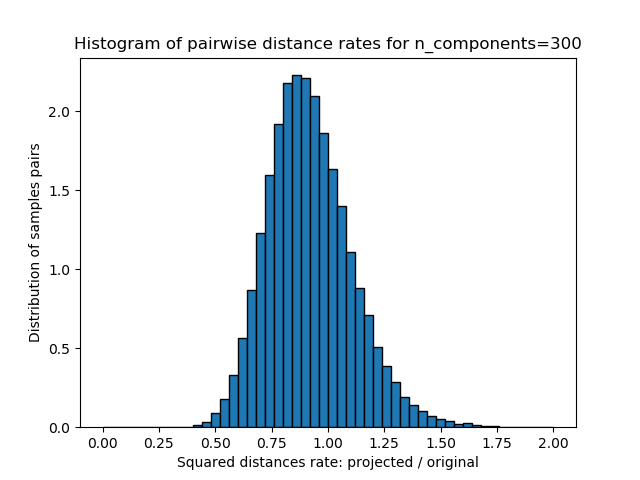 Histogram of pairwise distance rates for n_components=300
Distribution of samples pairs
2.0
1.5
1.0
0.5
0.0
0.00 0.25 0.50 0.75 1.00 1.25 1.50 1.75 2.00
Squared distances rate: projected / original